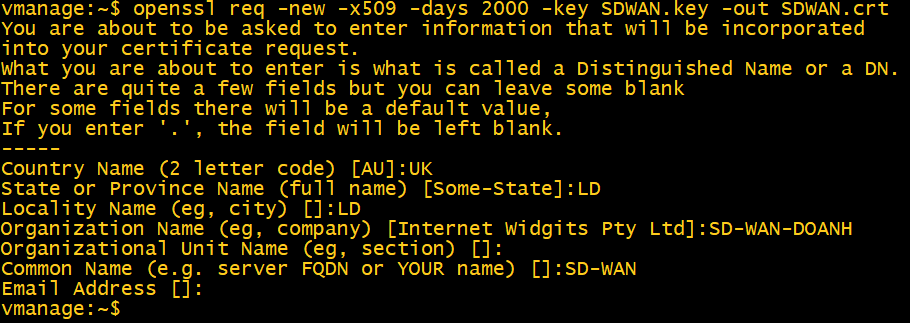 vmanage:~$ openssl req -new -x509 -days 2000 -key SDWAN.key -out SDWAN.crt
You are about to be asked to enter information that will be incorporated
into your certificate request.
What you are about to enter is what is called a Distinguished Name or a DN.
There are quite a few fields but you can leave some blank
For some fields there will be a default value,
If you enter '.', the field will be left blank.
-----
Country Name (2 letter code) [AU]:UK
State or Province Name (full name) [Some-State]:LD
Locality Name (eg, city) []:LD
Organization Name (eg, company) [Internet Widgits Pty Ltd]:SD-WAN-DOANH
Organizational Unit Name (eg, section) []:
Common Name (e.g. server FQDN or YOUR name) []:SD-WAN
Email Address []:
vmanage:~$